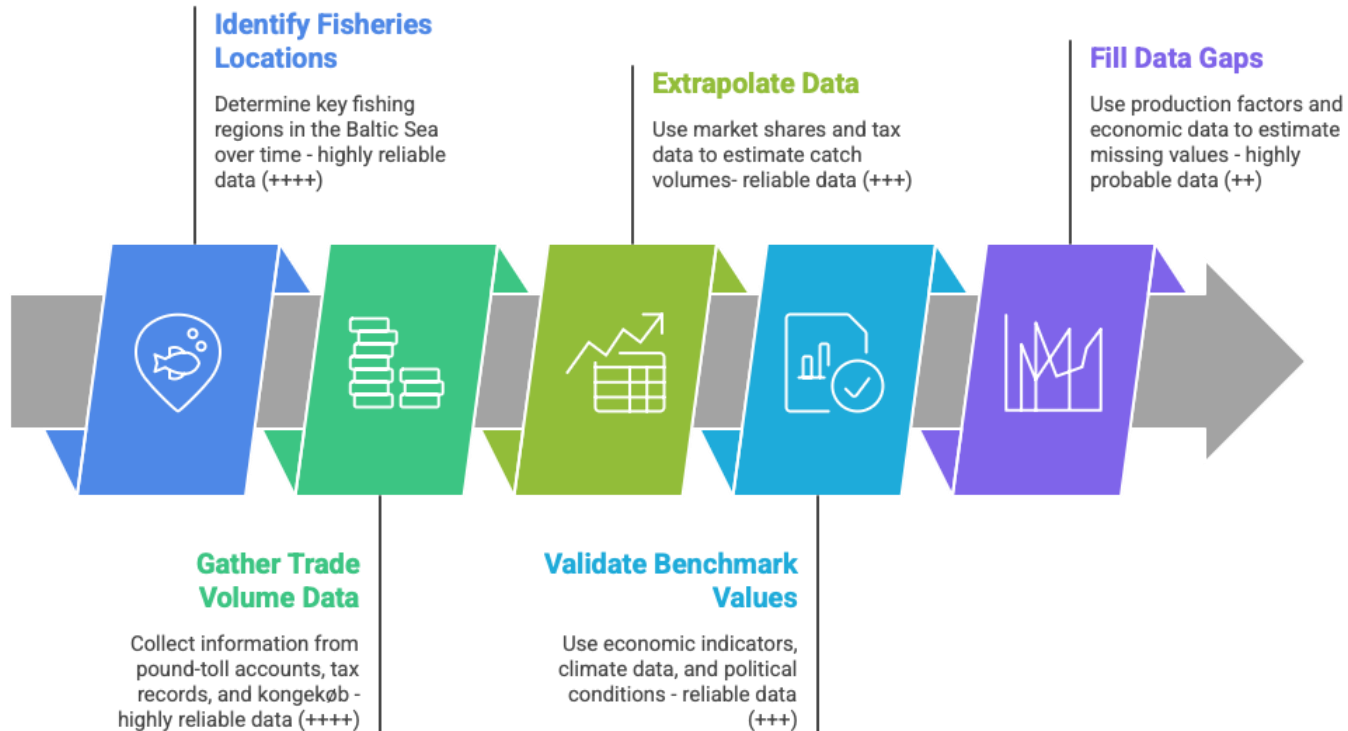 Identify Fisheries
Locations
Determine key fishing
regions in the Baltic Sea
over time - highly reliable
data (++++)
Gather Trade
Volume Data
Collect information from
pound-toll accounts, tax
records, and kongekøb -
highly reliable data (++++)
Extrapolate Data
Use market shares and tax
data to estimate catch
volumes- reliable data (+++)
Validate Benchmark
Values
Use economic indicators,
climate data, and political
conditions - reliable data
(+++)
Fill Data Gaps
Use production factors and
economic data to estimate
missing values - highly
probable data (++)